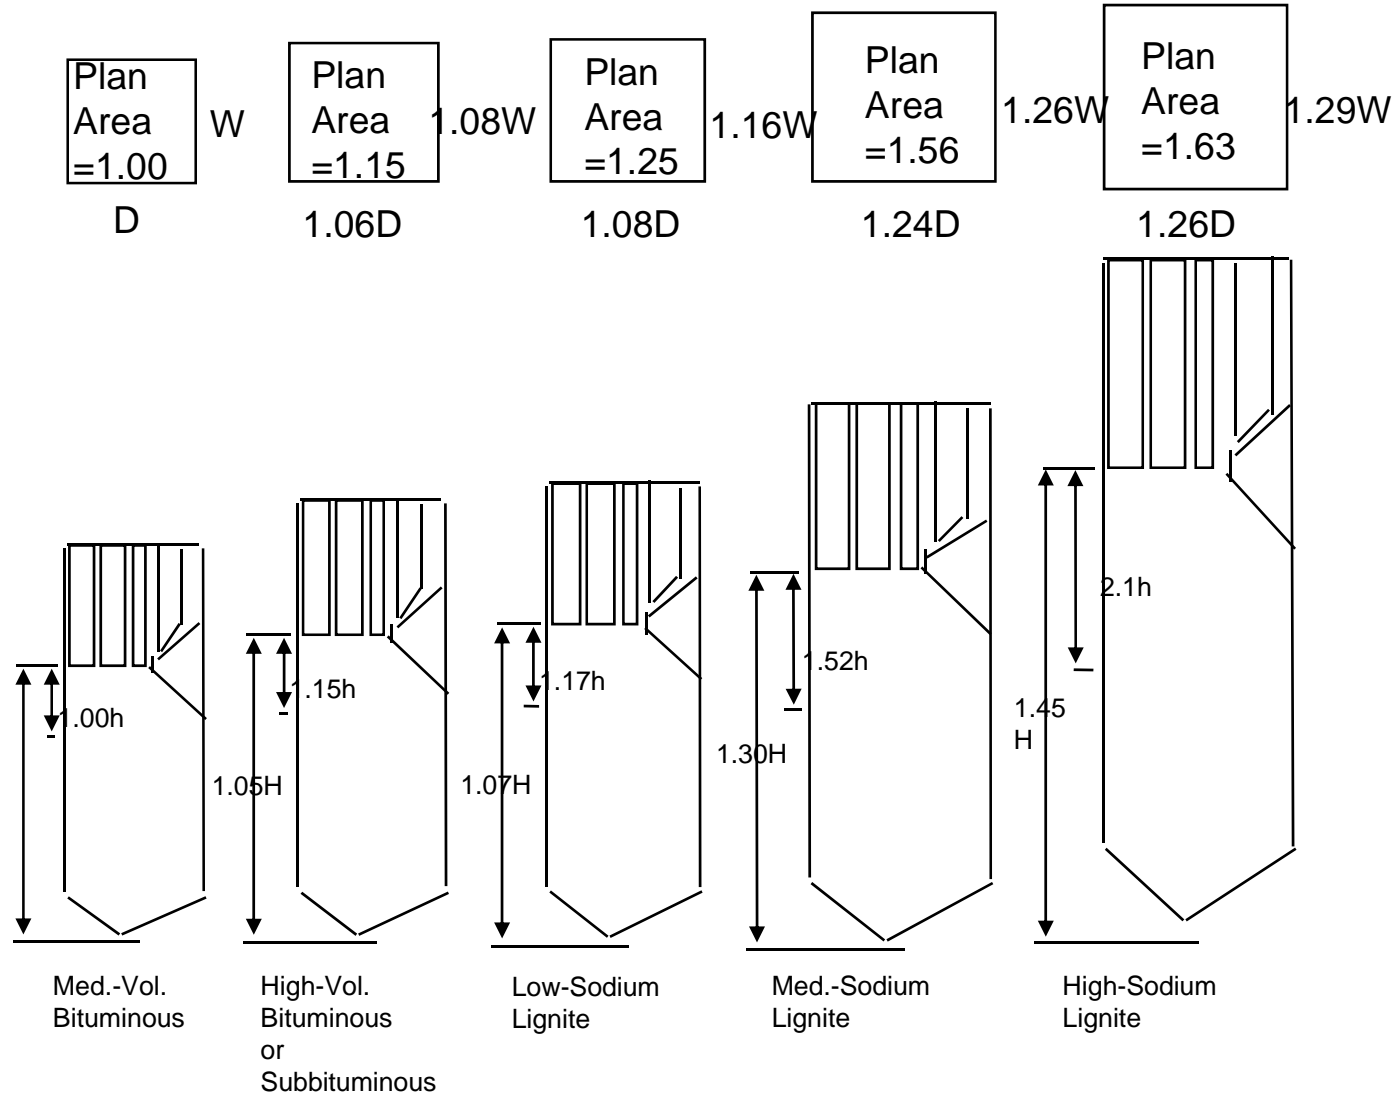 Plan
Area
=1.00
W
D
Plan
Area
=1.15
1.08W
1.06D
Plan
Area
=1.25
1.16W
1.08D
Plan
Area
=1.56
1.26W
1.24D
Plan
Area
=1.63
1.29W
1.26D
1.00h
1.15h
1.05H
1.17h
1.07H
1.52h
1.30H
2.1h
1.45
H
Med.-Vol.
Bituminous
High-Vol.
Bituminous
or
Subbituminous
Low-Sodium
Lignite
Med.-Sodium
Lignite
High-Sodium
Lignite